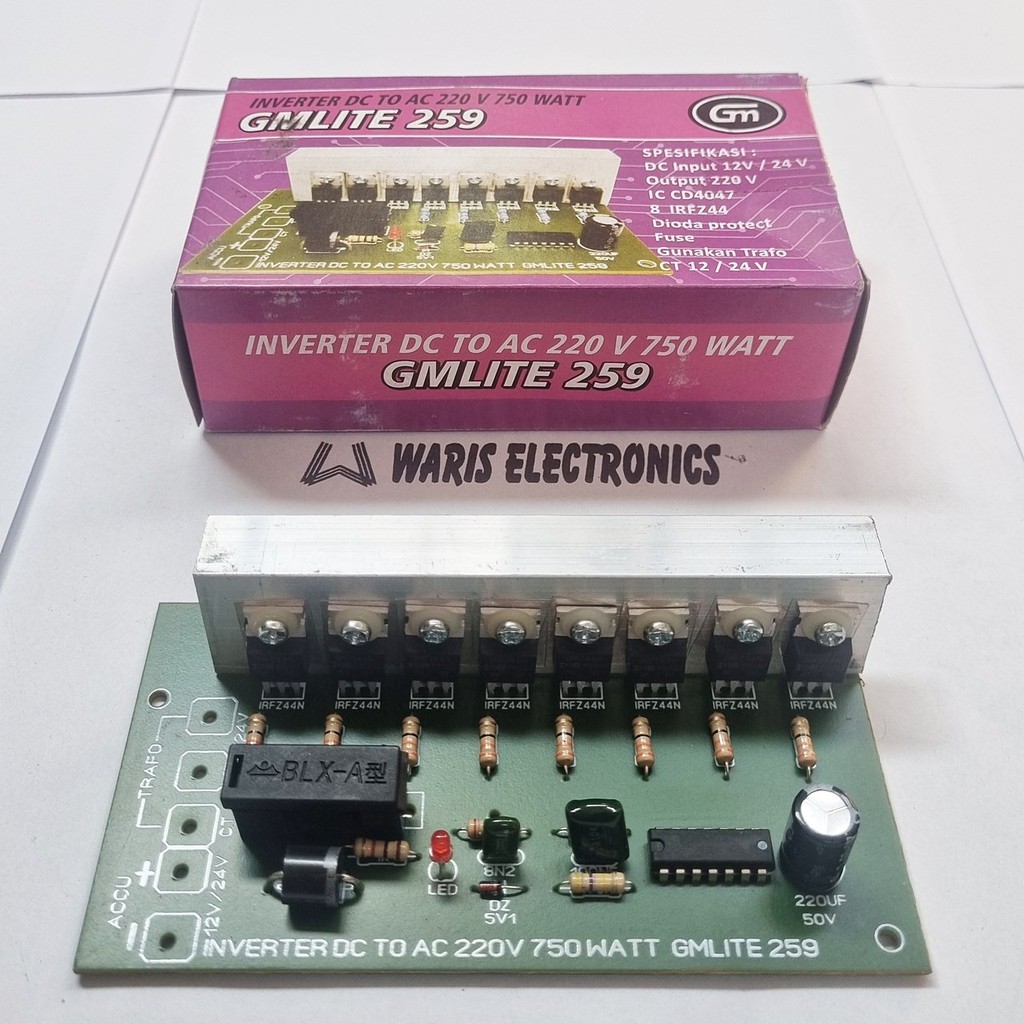 INVERTER DC TO AC 220 V 750 WATT
GMLITE 259
Gm
SPESIFIKASI :
DC Input 12V / 24 V
Output 220 V
IC CD4047
8 IRFZ44
Dioda protect
Fuse
Gunakan Trafo
CT 12 / 24 V
ACCU
220UF
50V
INVERTER DC TO AC 220V 750 WATT GMLITE 259
INVERTER DC TO AC 220 V 750 WATT
GMLITE 259
WARIS ELECTRONICS
IRFZ44N IRFZ44N IRFZ44N IRFZ44N IRFZ44N IRFZ44N IRFZ44N IRFZ44N
24V
TRAFO
CT
BLX-A型
ACCU
+
-
12V/24V
LED
8N2
DZ
5V1
220UF
50V
INVERTER DC TO AC 220V 750 WATT GMLITE 259